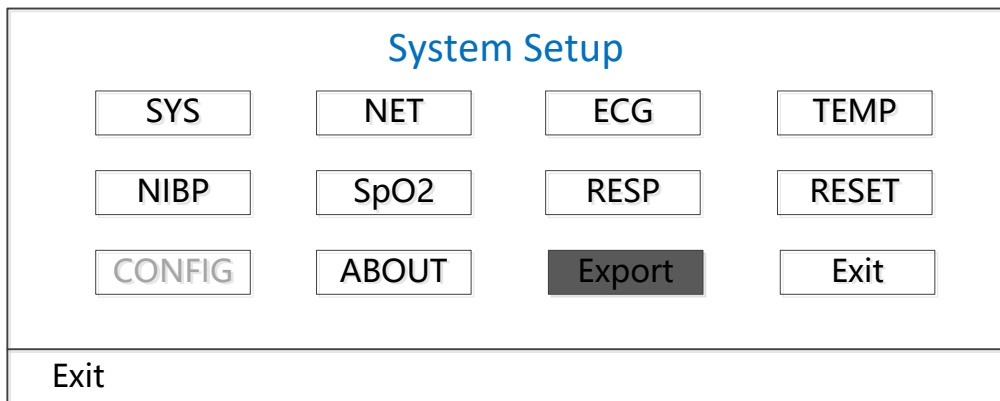 System Setup
SYS NET ECG TEMP
NIBP SpO2 RESP RESET
CONFIG ABOUT Export Exit
Exit